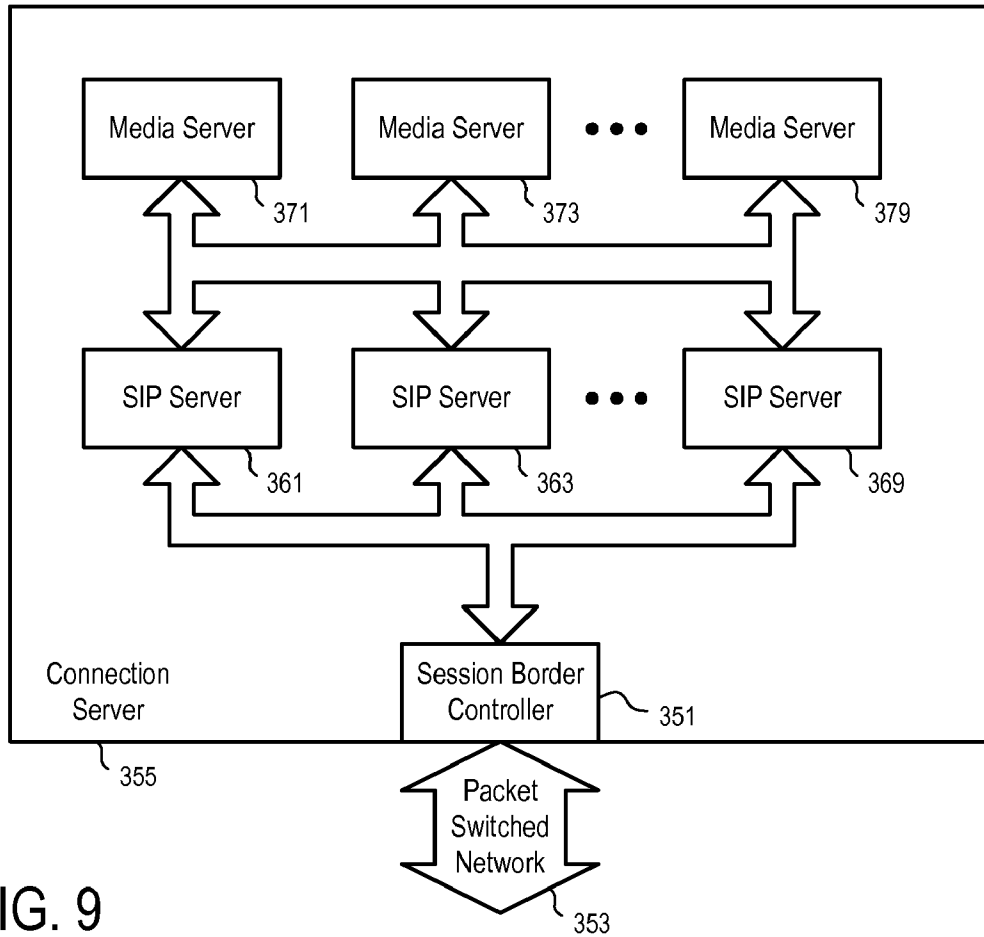 Media Server
Media Server
Media Server
371
373
379
SIP Server
SIP Server
SIP Server
361
363
369
Connection
Server
Session Border
Controller
351
355
Packet
Switched
Network
353
IG. 9